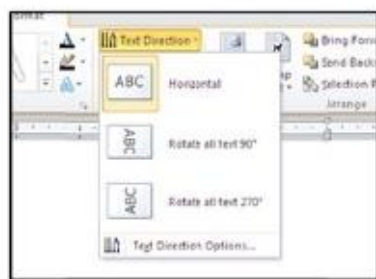 Format
Text Direction
Bring Forw
Send Back
Selection P
Arrange
ABC Horizontal
ABC Rotate all text 90°
ABC Rotate all text 270°
Text Direction Options...